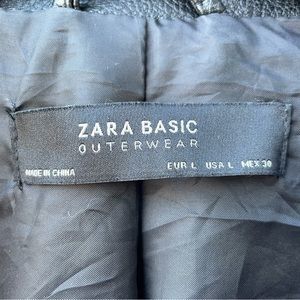 ZARA BASIC
OUTERWEAR
MADE IN CHINA
EUR L USA L MEX 30